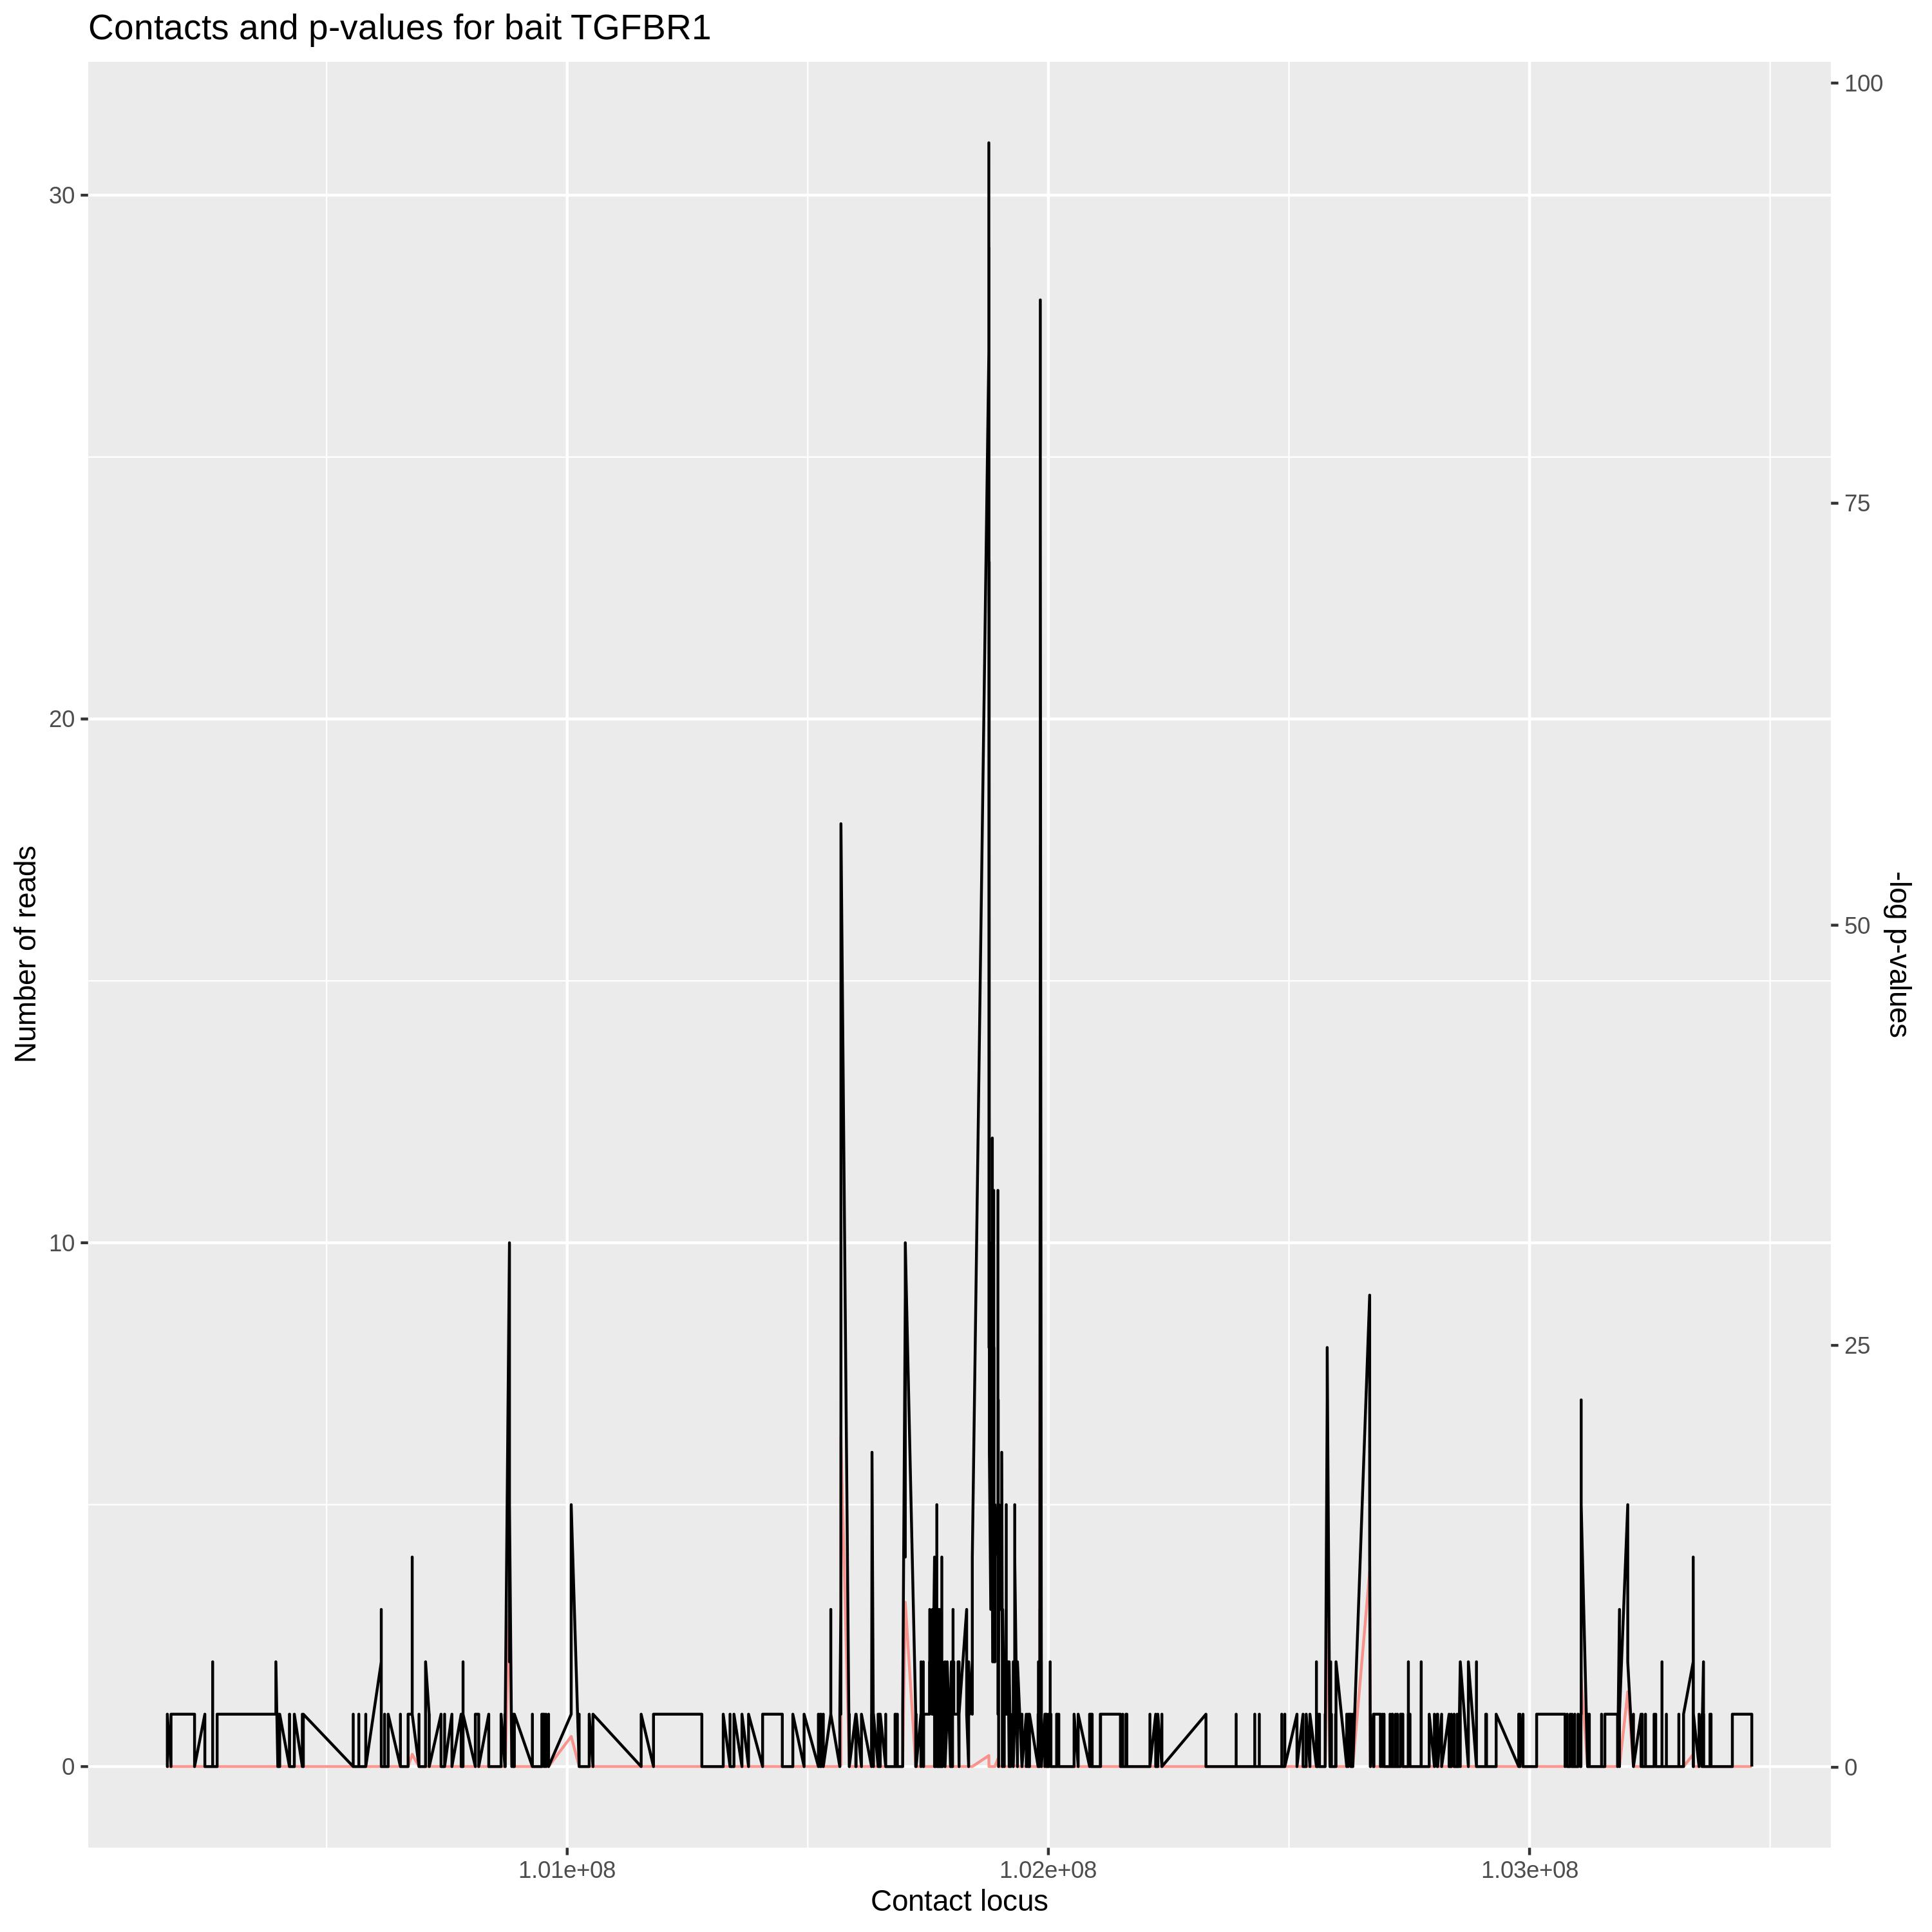 Contacts and p-values for bait TGFBR1
30
20
10
0
Number of reads
100
75
50
25
0
-log p-values
1.01e+08
1.02e+08
1.03e+08
Contact locus